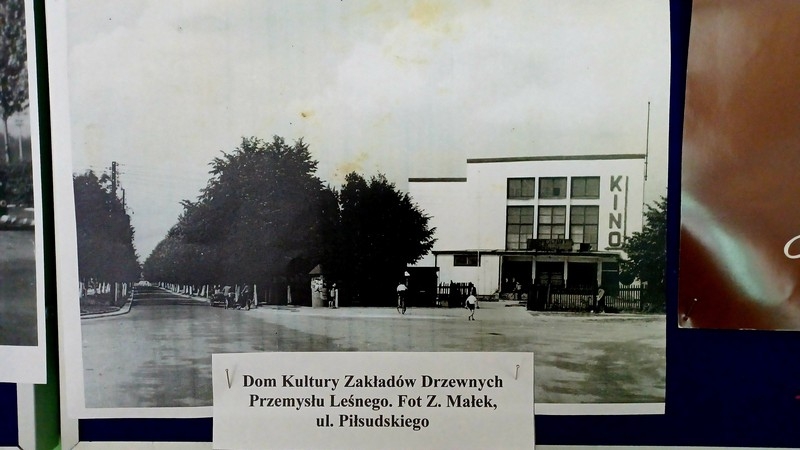 KINO
Dom Kultury Zakładów Drzewnych
Przemysłu Leśnego. Fot Z. Małek,
ul. Piłsudskiego